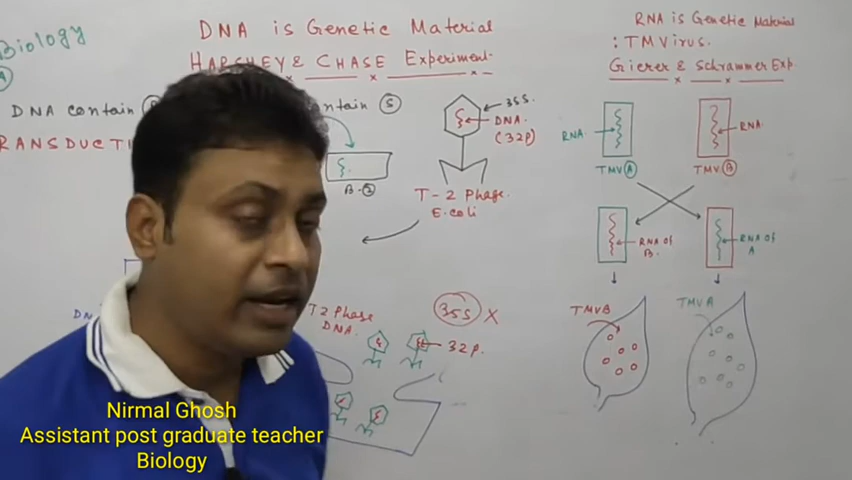 Biology
DNA is Genetic Material
HARSHEY & CHASE Experiment
DNA contain
ontain S
RANSDUCTI
B-2
35S.
DNA
(32P)
T-2 Phage
E.coli
T2 Phage
DNA.
35S X
32P.
RNA is Genetic Material
: TMVirus.
Gierer & Schrammer Exp.
RNA
RNA
TMV A
TMV B
RNA of
B.
RNA of
A
TMVB
TMVA
Nirmal Ghosh
Assistant post graduate teacher
Biology